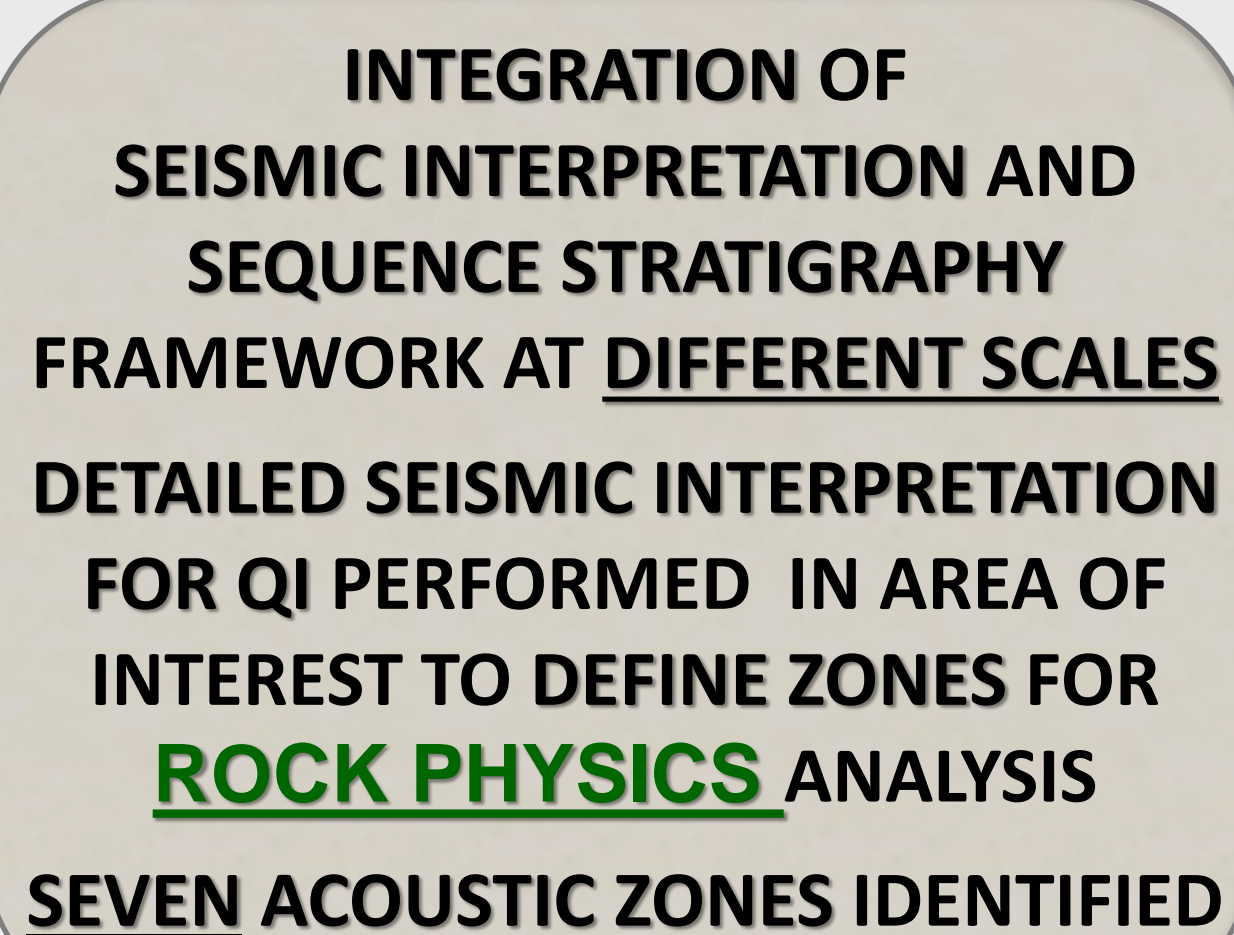 INTEGRATION OF
SEISMIC INTERPRETATION AND
SEQUENCE STRATIGRAPHY
FRAMEWORK AT DIFFERENT SCALES
DETAILED SEISMIC INTERPRETATION
FOR QI PERFORMED IN AREA OF
INTEREST TO DEFINE ZONES FOR
ROCK PHYSICS ANALYSIS
SEVEN ACOUSTIC ZONES IDENTIFIED